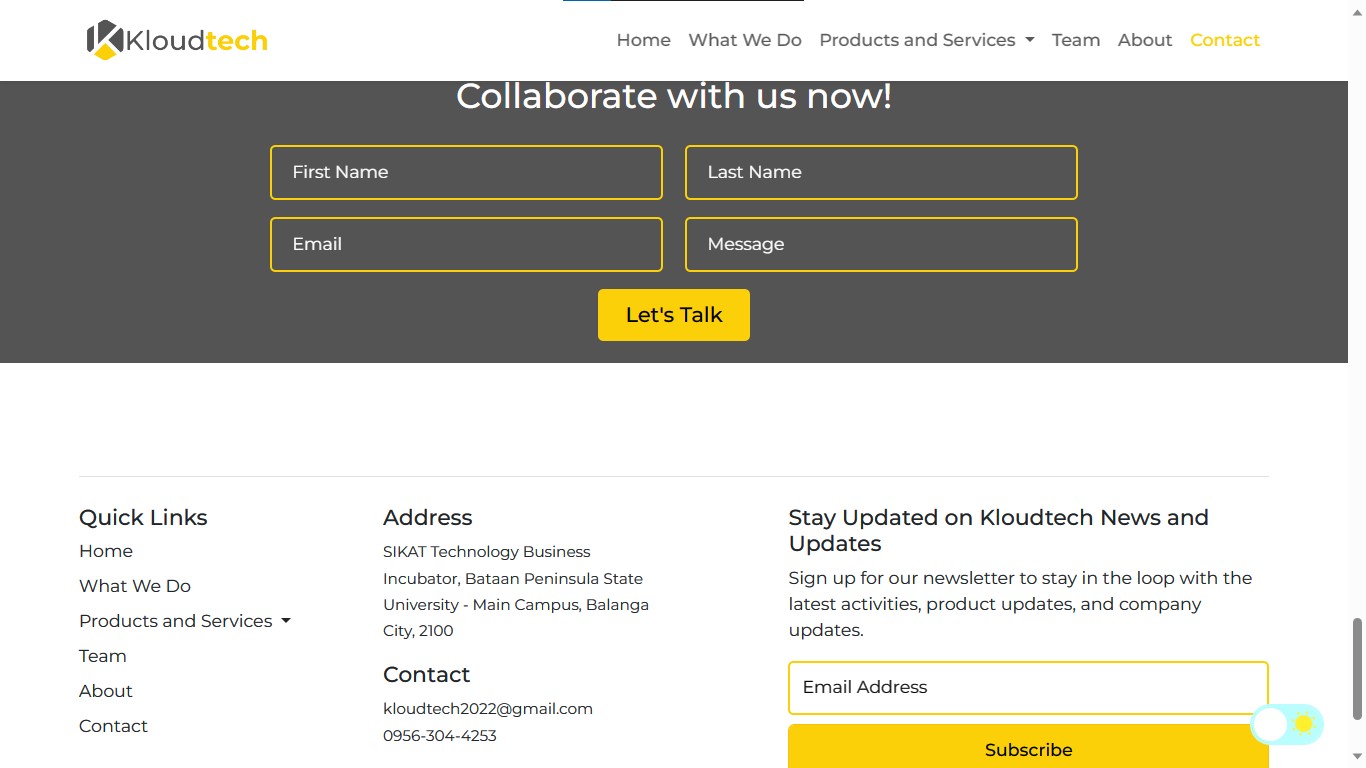 Kloudtech
Home What We Do Products and Services Team About Contact
Collaborate with us now!
First Name
Last Name
Email
Message
Let's Talk
Quick Links
Home
What We Do
Products and Services
Team
About
Contact
Address
SIKAT Technology Business
Incubator, Bataan Peninsula State
University - Main Campus, Balanga
City, 2100
Contact
kloudtech2022@gmail.com
0956-304-4253
Stay Updated on Kloudtech News and
Updates
Sign up for our newsletter to stay in the loop with the
latest activities, product updates, and company
updates.
Email Address
Subscribe